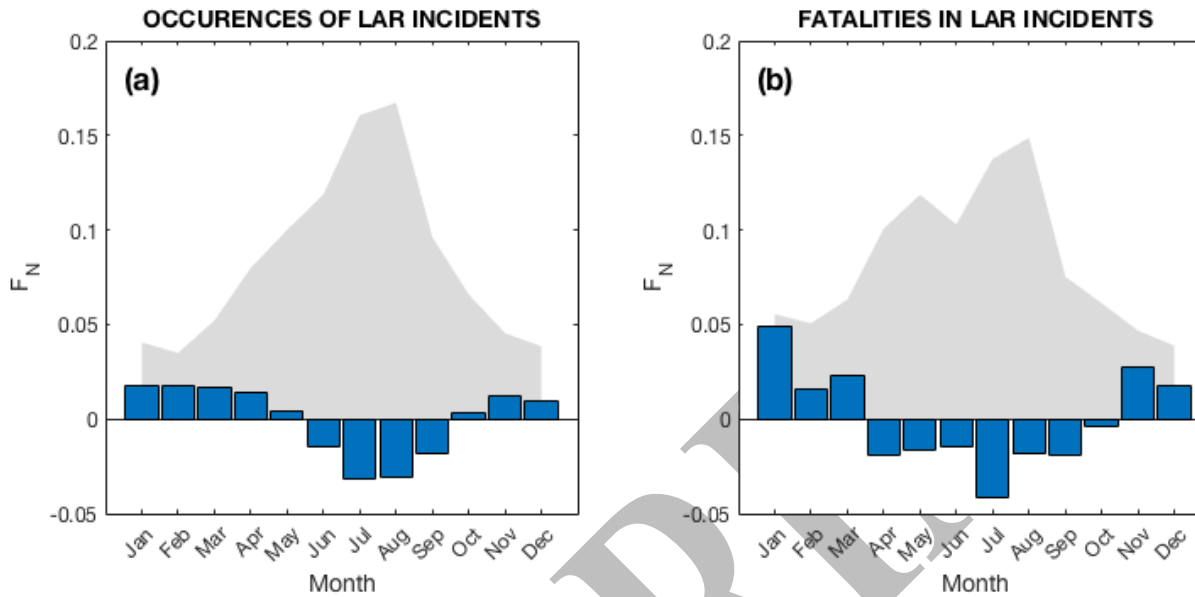 OCCURENCES OF LAR INCIDENTS
(a)
0.2
0.15
0.1
0.05
0
-0.05
F_N
Jan Feb Mar Apr May Jun Jul Aug Sep Oct Nov Dec
Month
FATALITIES IN LAR INCIDENTS
(b)
0.2
0.15
0.1
0.05
0
-0.05
F_N
Jan Feb Mar Apr May Jun Jul Aug Sep Oct Nov Dec
Month